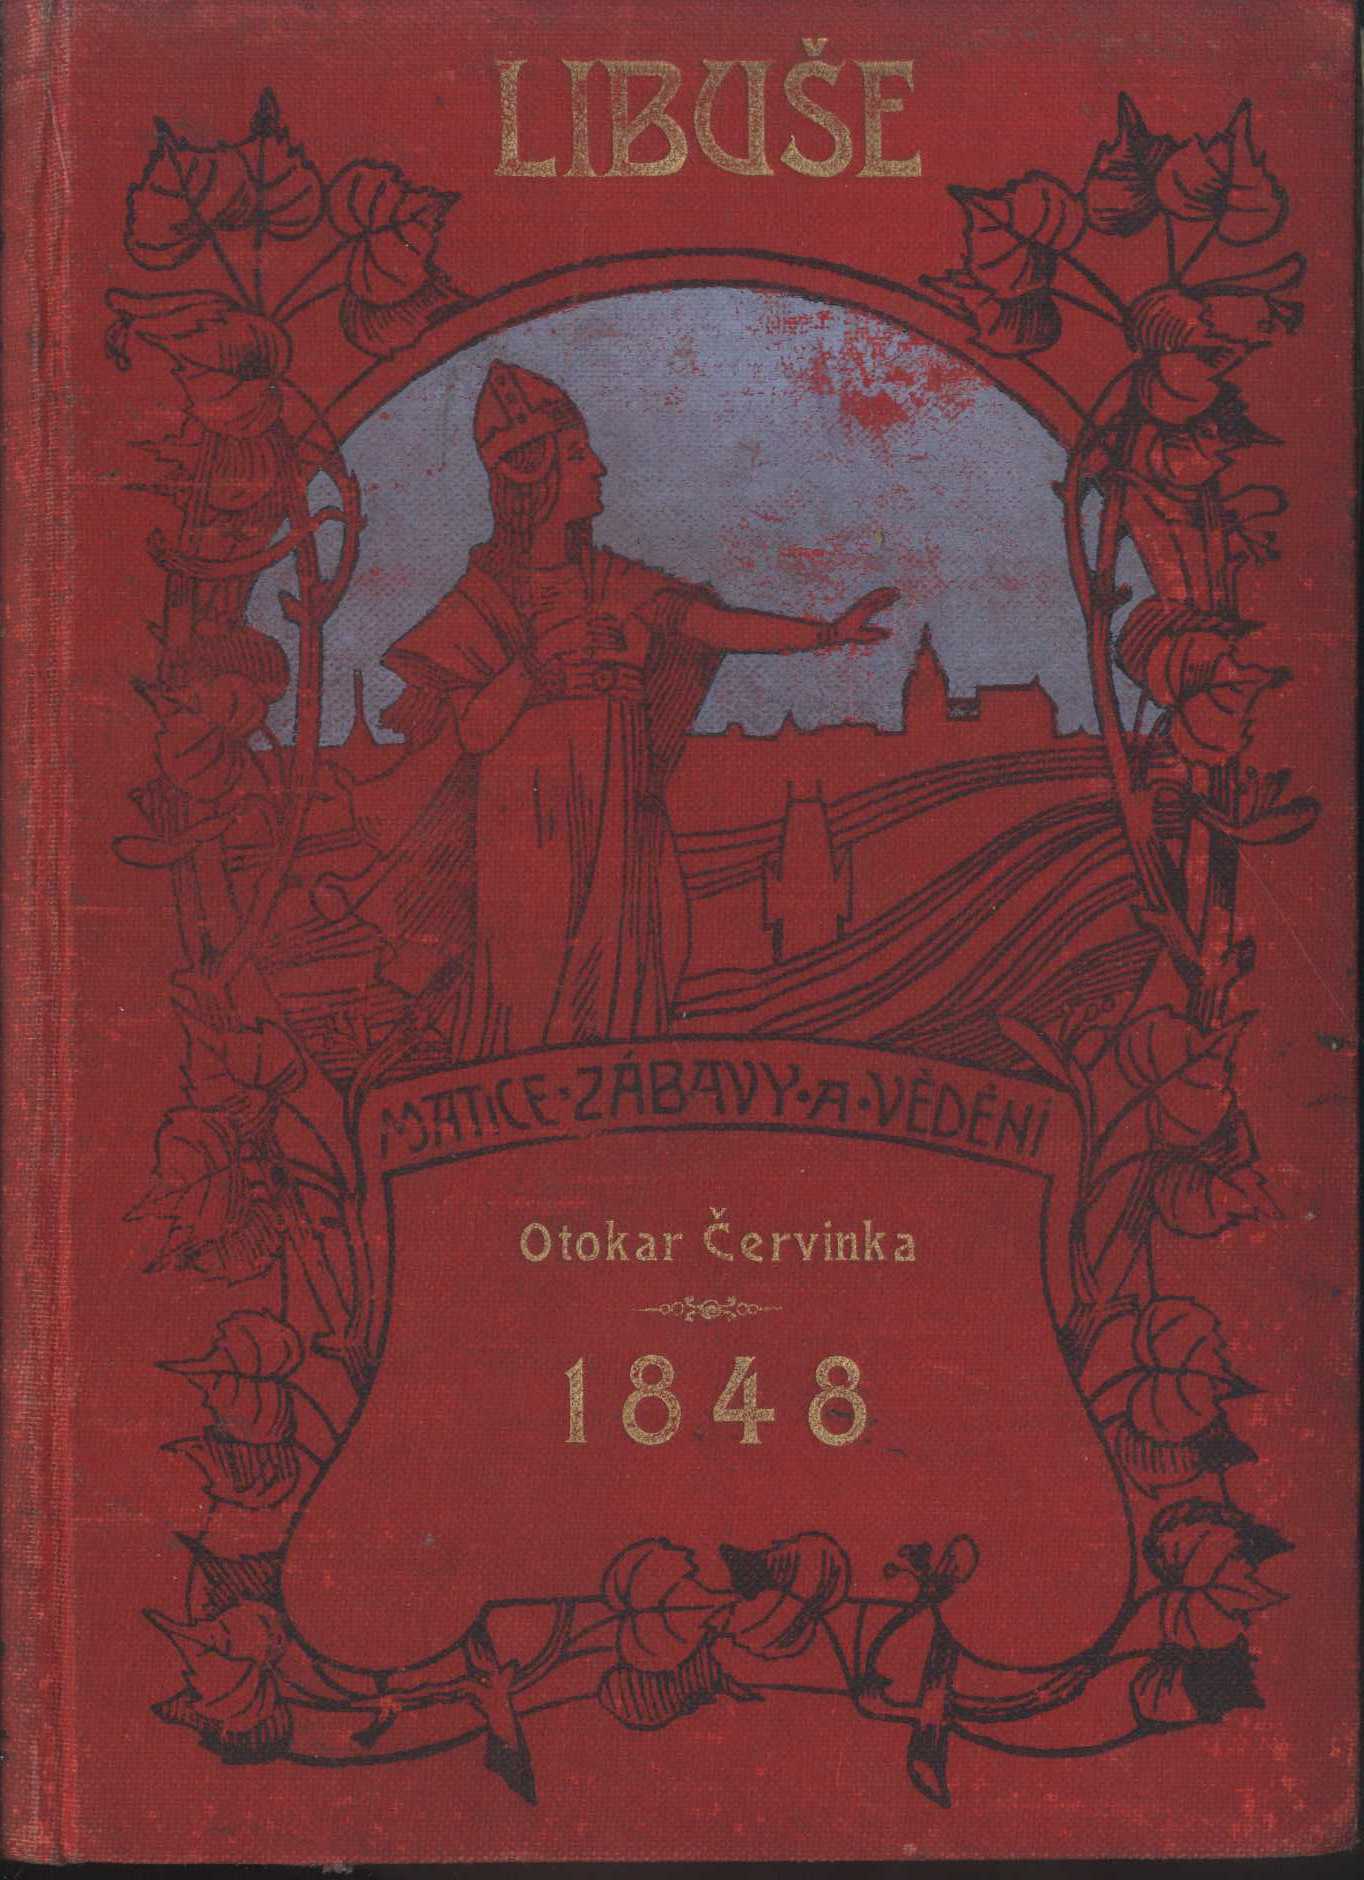 LIBUŠE
MATICE · ZÁBAVY · A · VĚDĚNÍ
Otokar Červinka
1848